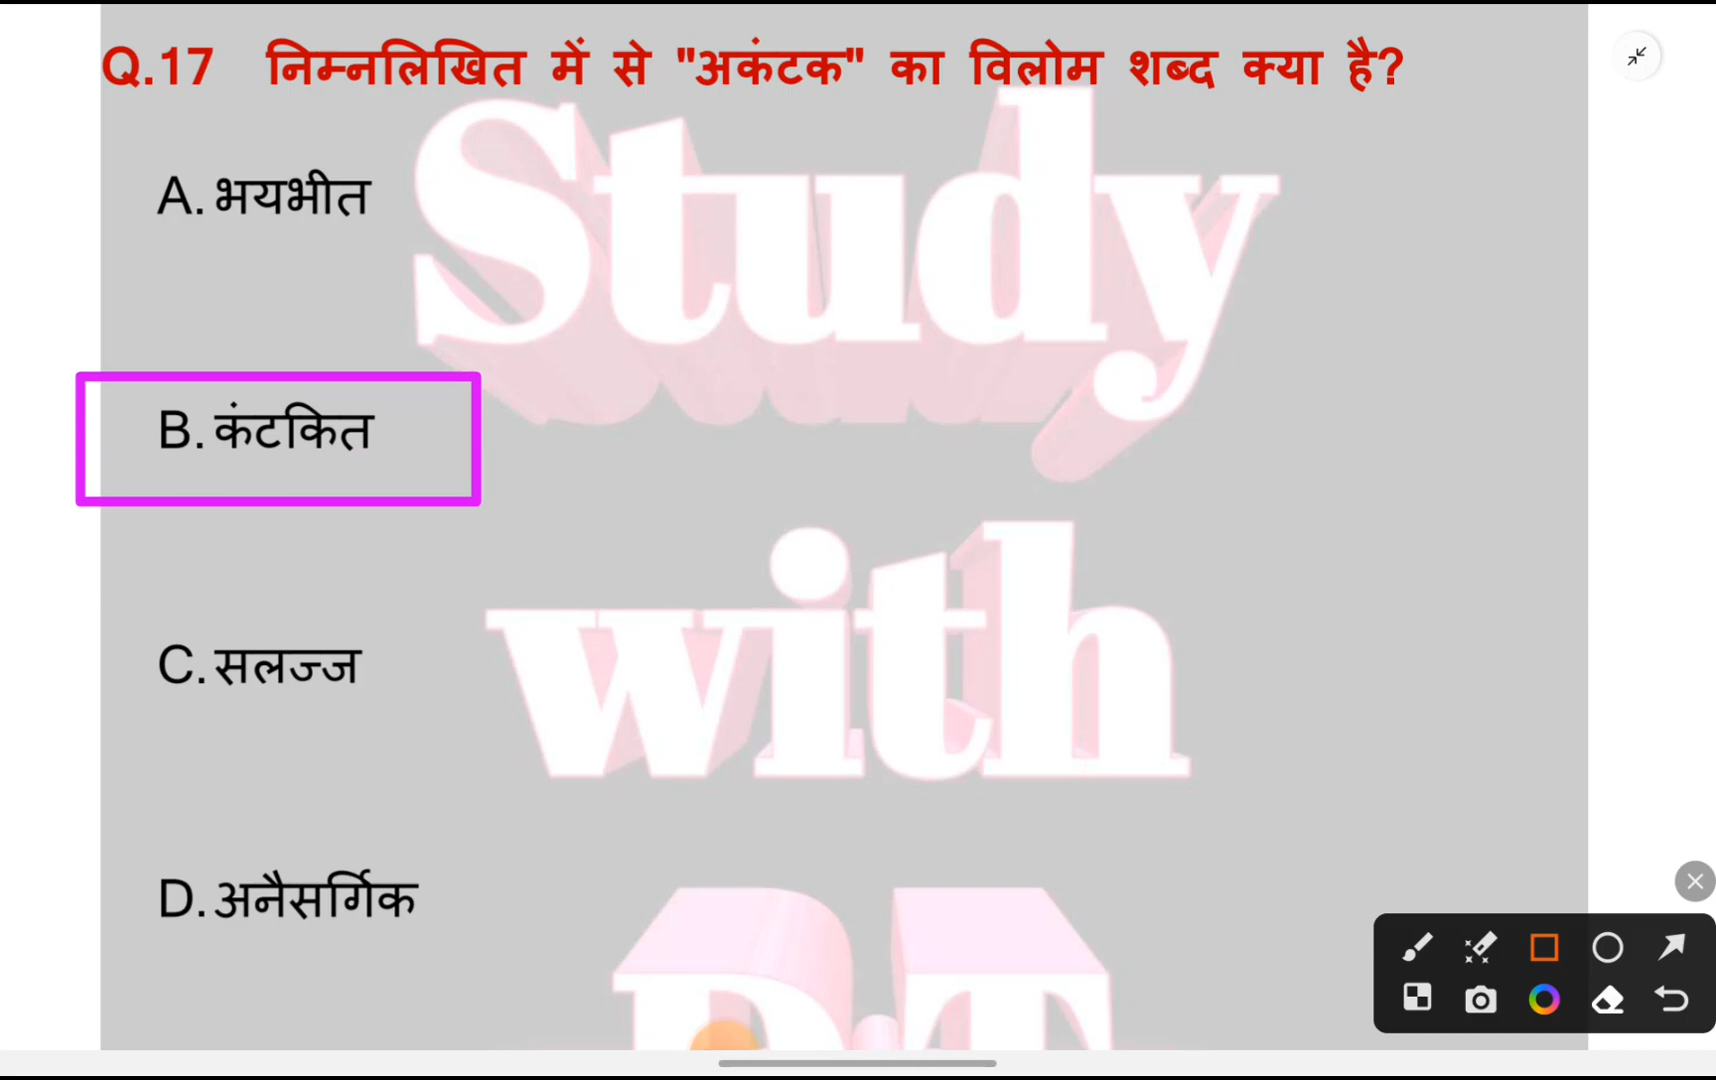 Q.17 निम्नलिखित में से "अकंटक" का विलोम शब्द क्या है?
A. भयभीत
B. कंटकित
C. सलज्ज
D. अनैसर्गिक
Study
with